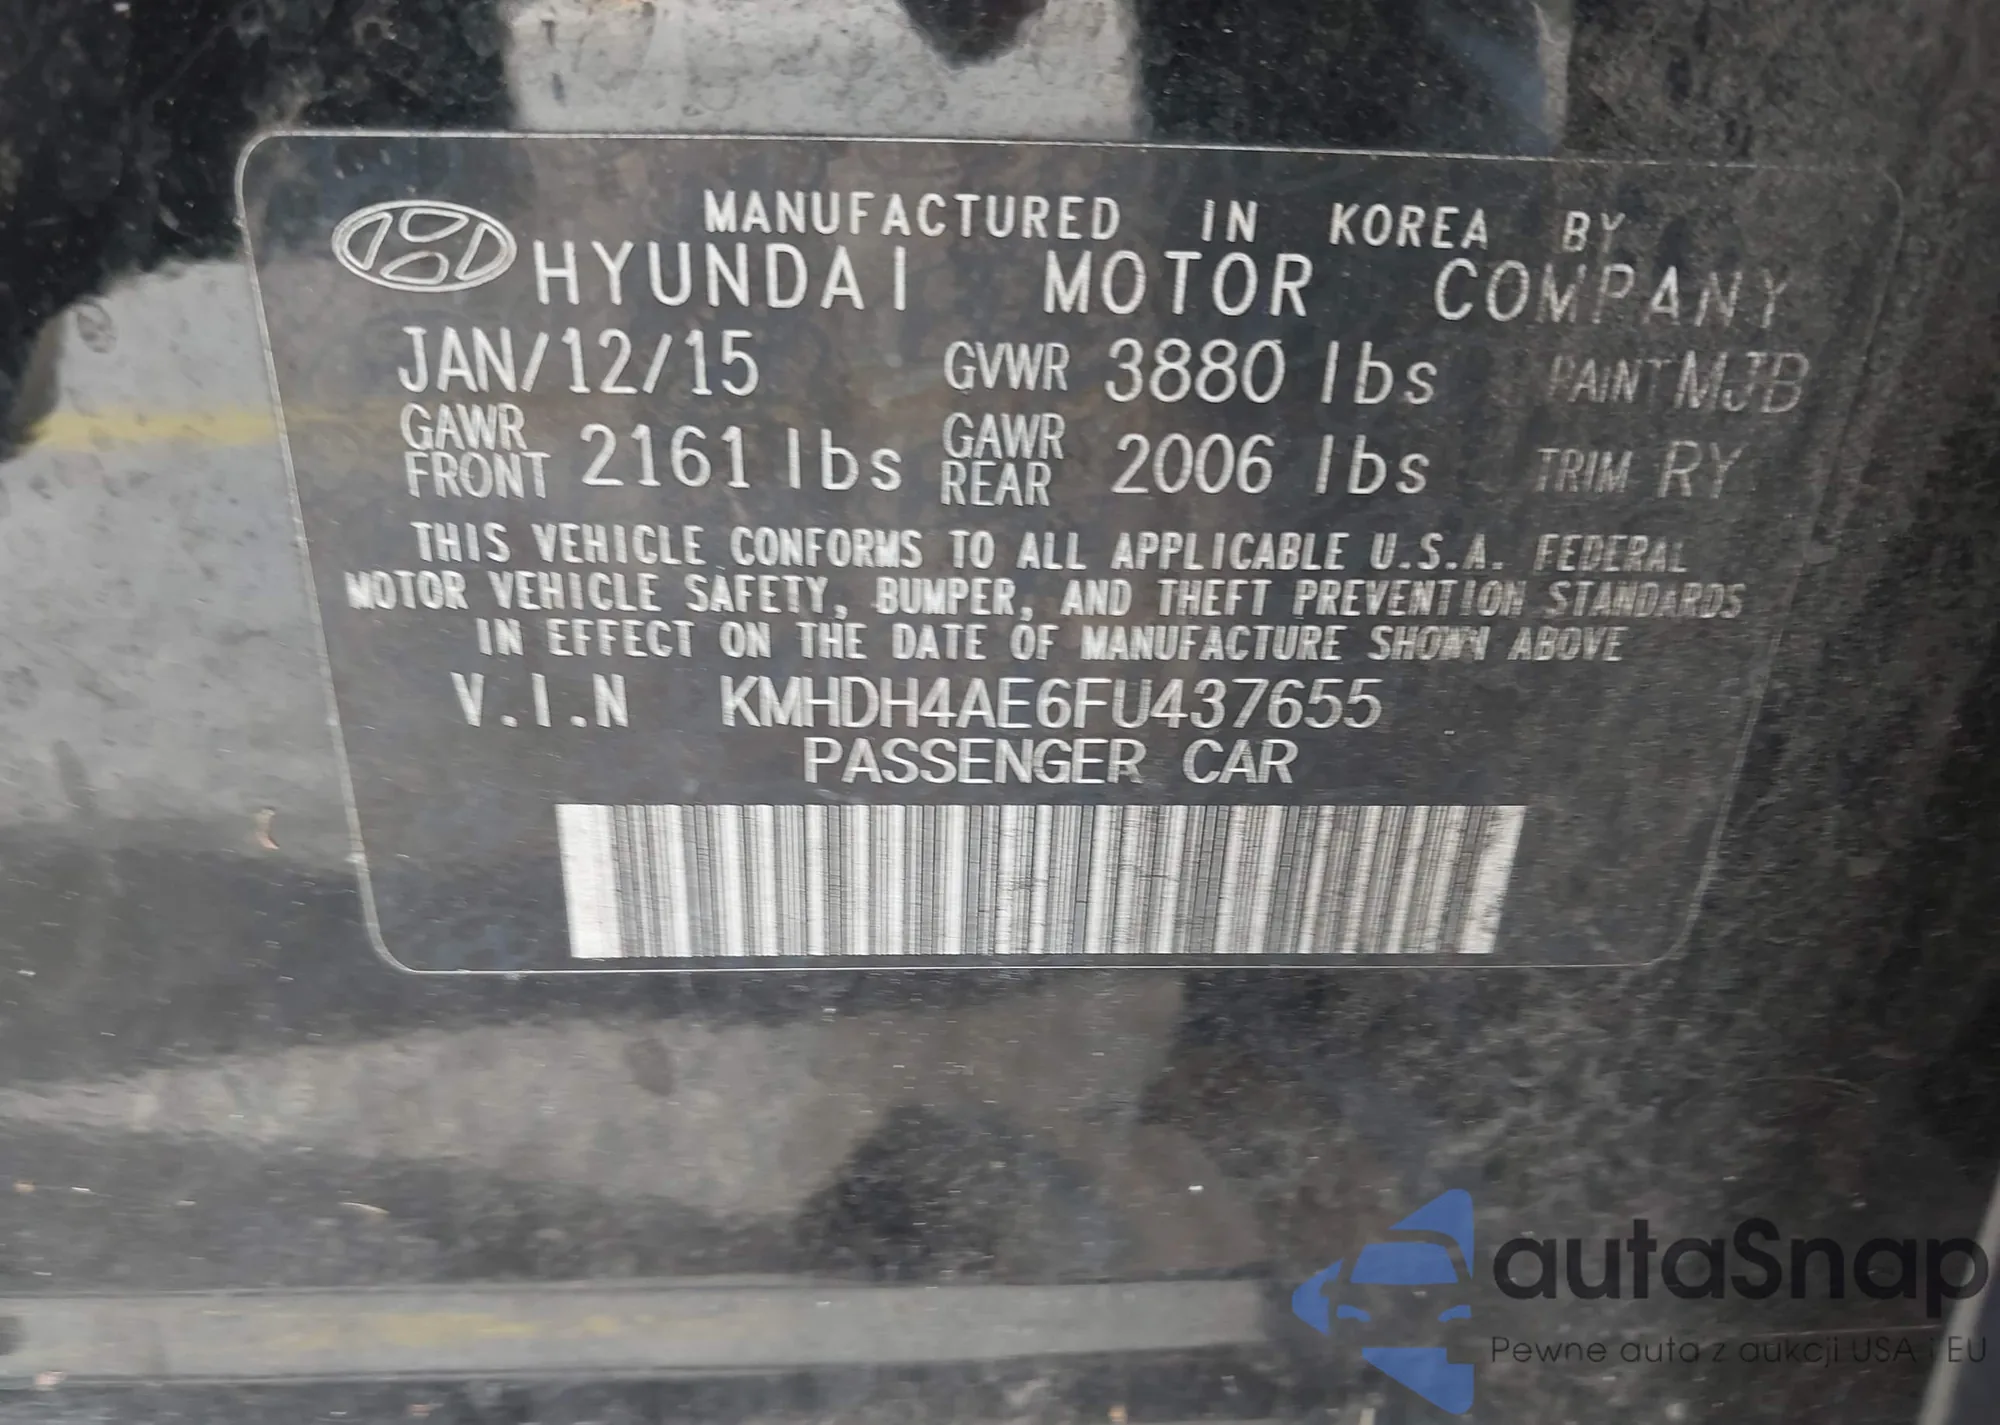 MANUFACTURED IN KOREA BY
HYUNDAI MOTOR COMPANY
JAN/12/15 GVWR 3880 lbs PAINT MJB
GAWR FRONT 2161 lbs GAWR REAR 2006 lbs TRIM RY
THIS VEHICLE CONFORMS TO ALL APPLICABLE U.S.A. FEDERAL
MOTOR VEHICLE SAFETY, BUMPER, AND THEFT PREVENTION STANDARDS
IN EFFECT ON THE DATE OF MANUFACTURE SHOWN ABOVE
V.I.N KMHDH4AE6FU437655
PASSENGER CAR
autaSnap
Pewne auta z aukcji USA i EU